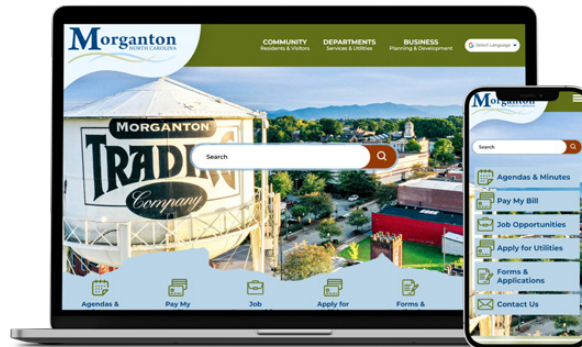 Morganton
NORTH CAROLINA
COMMUNITY
Residents & Visitors
DEPARTMENTS
Services & Utilities
BUSINESS
Planning & Development
G Select Language
MORGANTON
TRADI
Company
Search
Agendas &
Pay My
Job
Apply for
Forms &
Morganton
Search
Agendas & Minutes
Pay My Bill
Job Opportunities
Apply for Utilities
Forms &
Applications
Contact Us